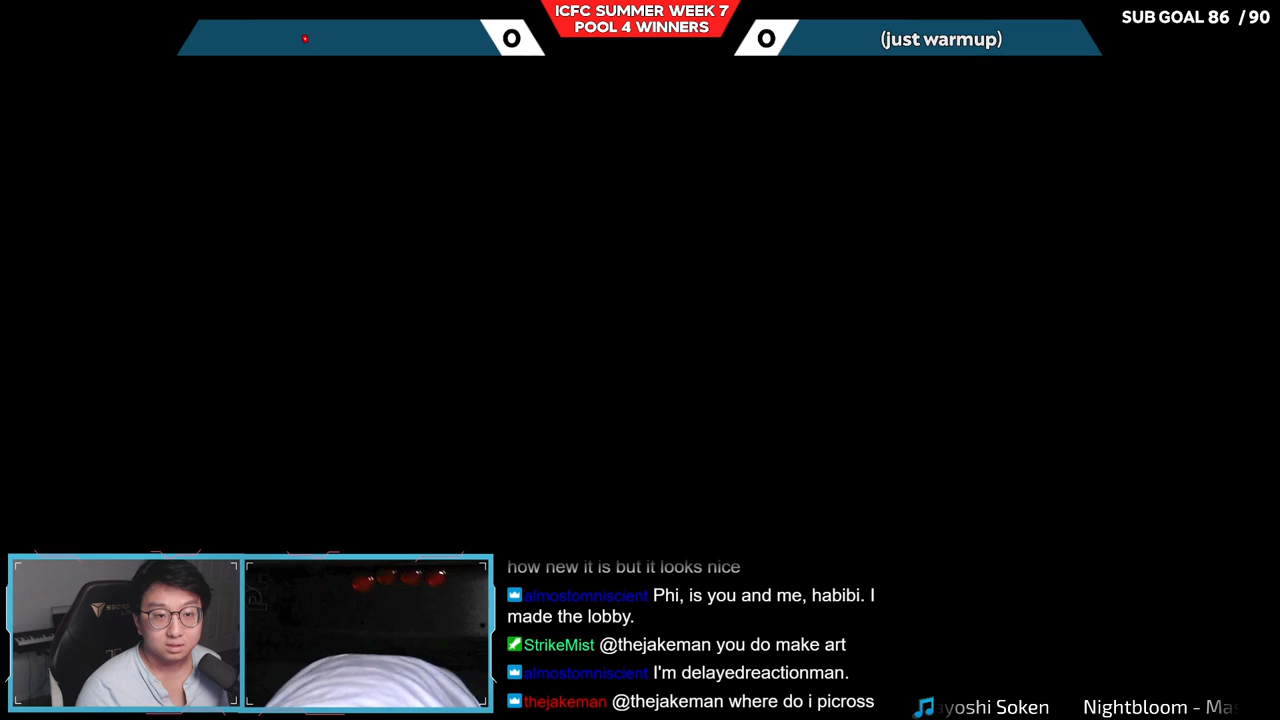 ICFC SUMMER WEEK 7
POOL 4 WINNERS
SUB GOAL 86 / 90
0
0
(just warmup)
how new it is but it looks nice
almostomniscient Phi, is you and me, habibi. I
made the lobby.
StrikeMist @thejakeman you do make art
almostomniscient I'm delayedreactionman.
thejakeman @thejakeman where do i picross
ayoshi Soken Nightbloom - Ma